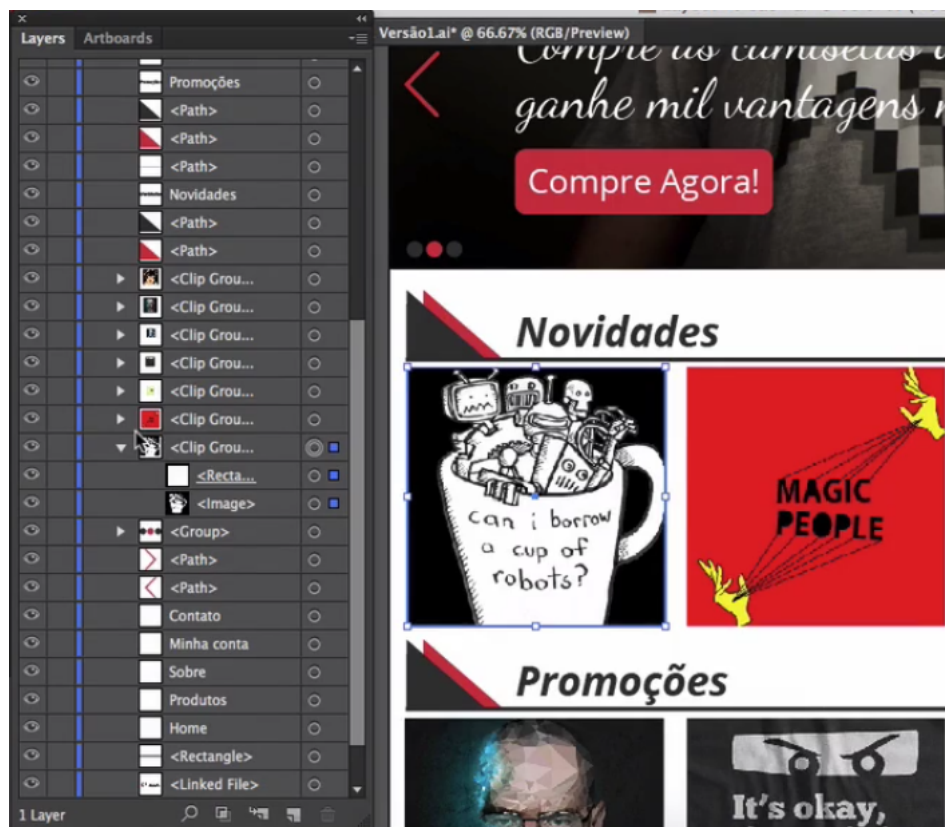 Layers Artboards
Promoções
<Path>
<Path>
<Path>
Novidades
<Path>
<Path>
<Clip Grou...
<Clip Grou...
<Clip Grou...
<Clip Grou...
<Clip Grou...
<Clip Grou...
<Clip Grou...
<Recta...
<Image>
<Group>
<Path>
<Path>
Contato
Minha conta
Sobre
Produtos
Home
<Rectangle>
<Linked File>
1 Layer
Versão1.ai* @ 66.67% (RGB/Preview)
Compre as camisetas
ganhe mil vantagens
Compre Agora!
Novidades
can i borrow
a cup of
robots?
MAGIC
PEOPLE
Promoções
It's okay,